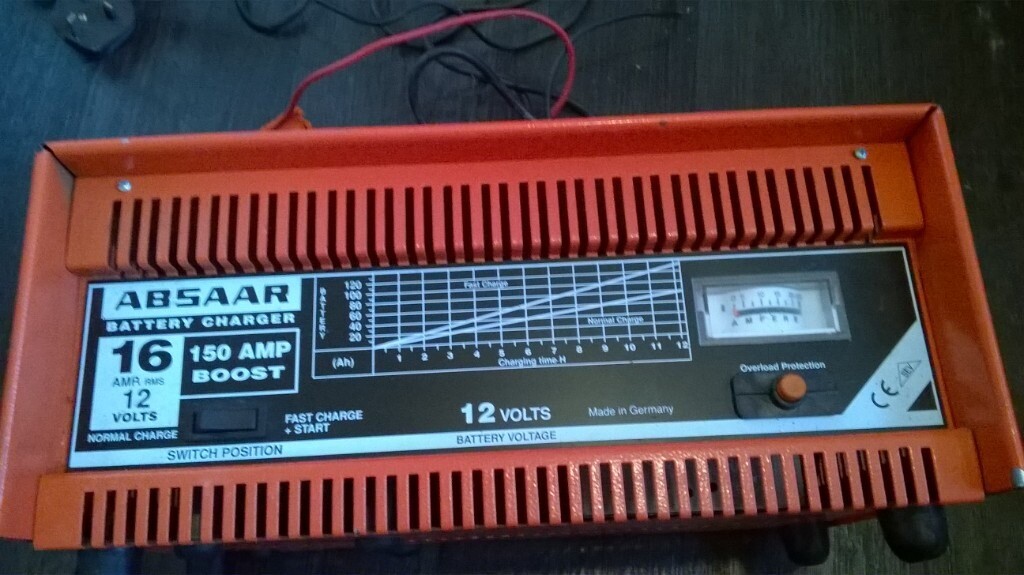 ABSAAR
BATTERY CHARGER
16
AMP. RMS
12
VOLTS
150 AMP
BOOST
NORMAL CHARGE
FAST CHARGE
+ START
SWITCH POSITION
BATTERY
120
100
80
60
40
20
(Ah)
Fast Charge
Normal Charge
1 2 3 4 5 6 7 8 9 10 11 12
Charging time H
12 VOLTS
BATTERY VOLTAGE
Made in Germany
AMPERE
Overload Protection
CE